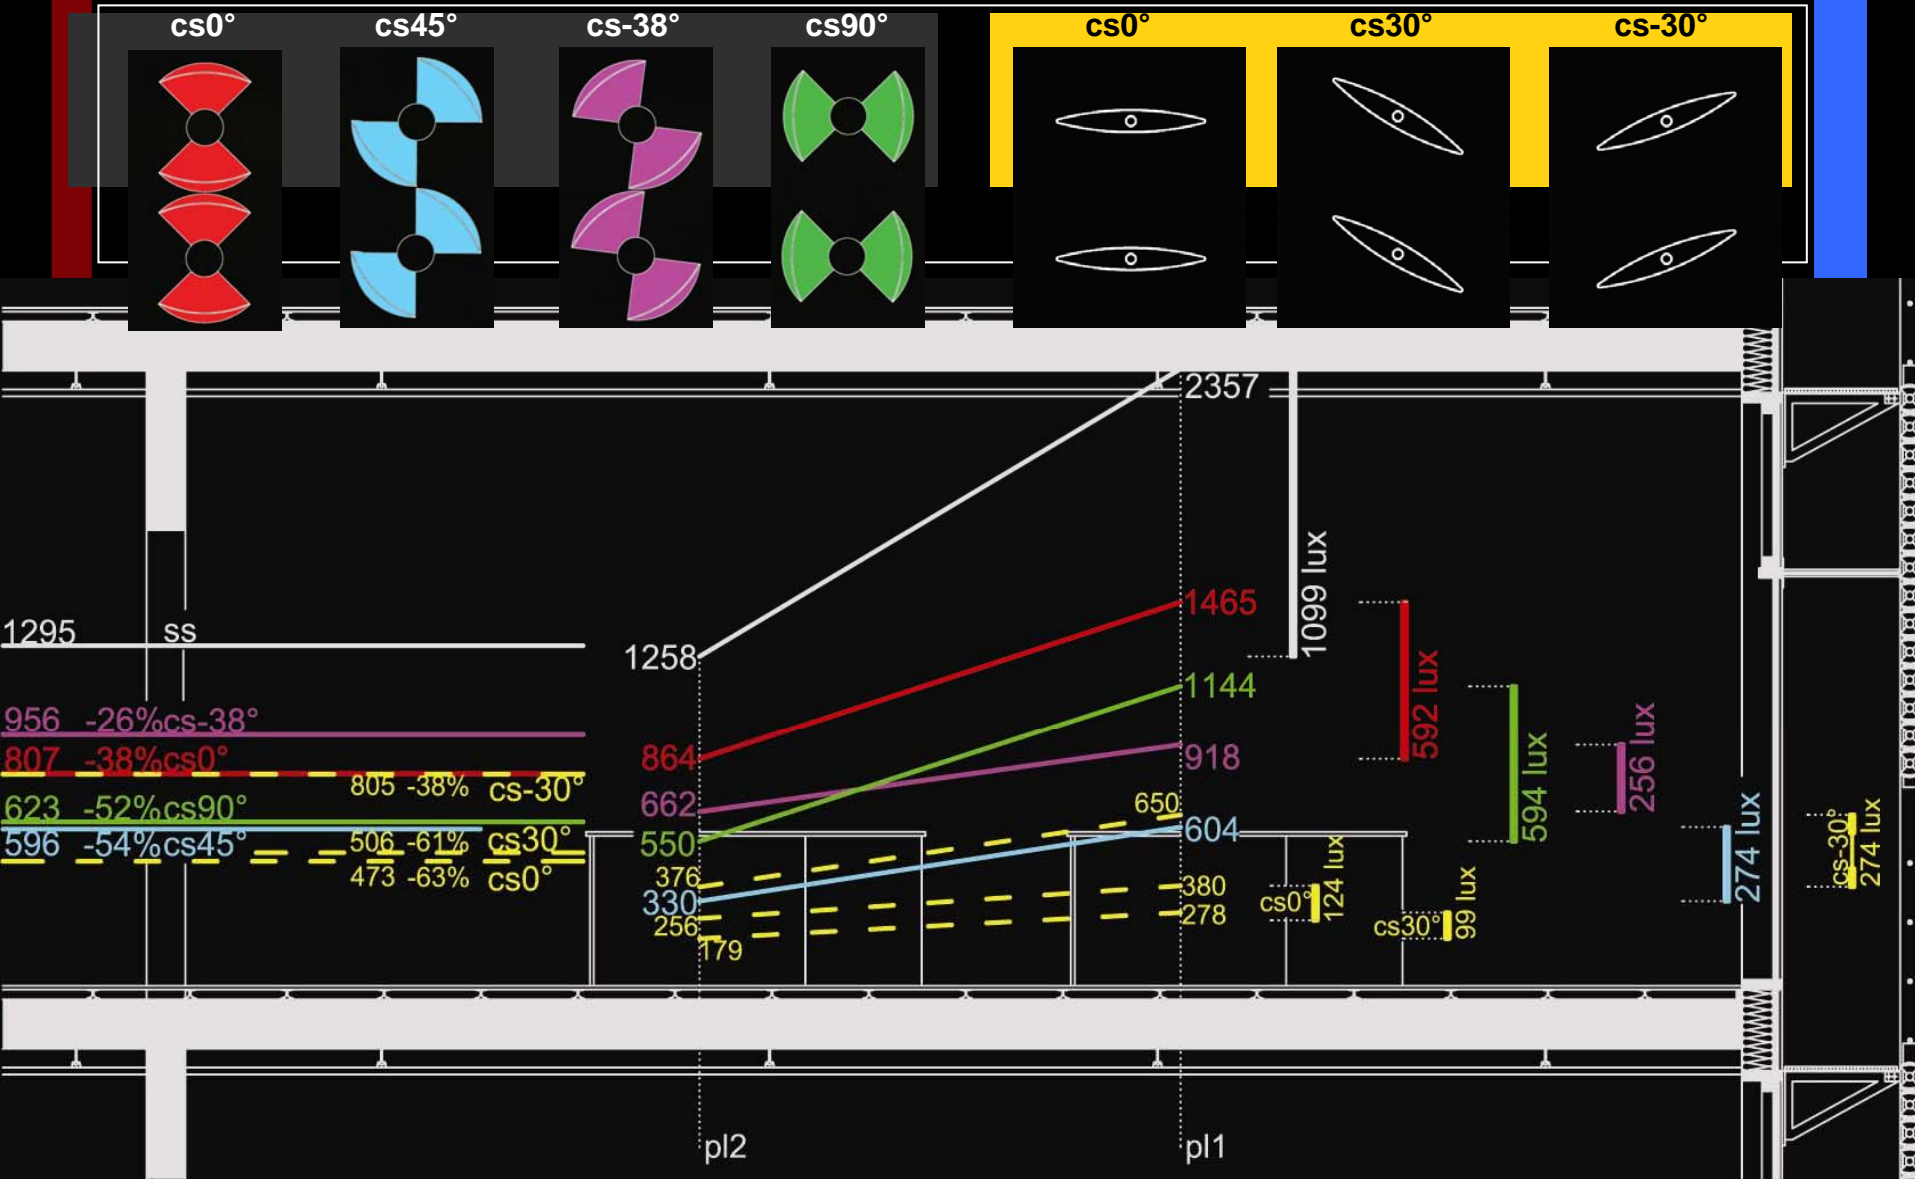 cs0° cs45° cs-38° cs90° cs0° cs30° cs-30°
2357
1099 lux
1465
592 lux
1295 ss
1258
1144
594 lux
956 -26%cs-38°
864
918
256 lux
807 -38%cs0°
805 -38% cs-30°
662
650
623 -52%cs90°
550
604
274 lux
cs-30°
274 lux
596 -54%cs45°
506 -61% cs30°
473 -63% cs0°
376
330
380
cs0°
124 lux
256
278
cs30°
99 lux
179
pl2
pl1